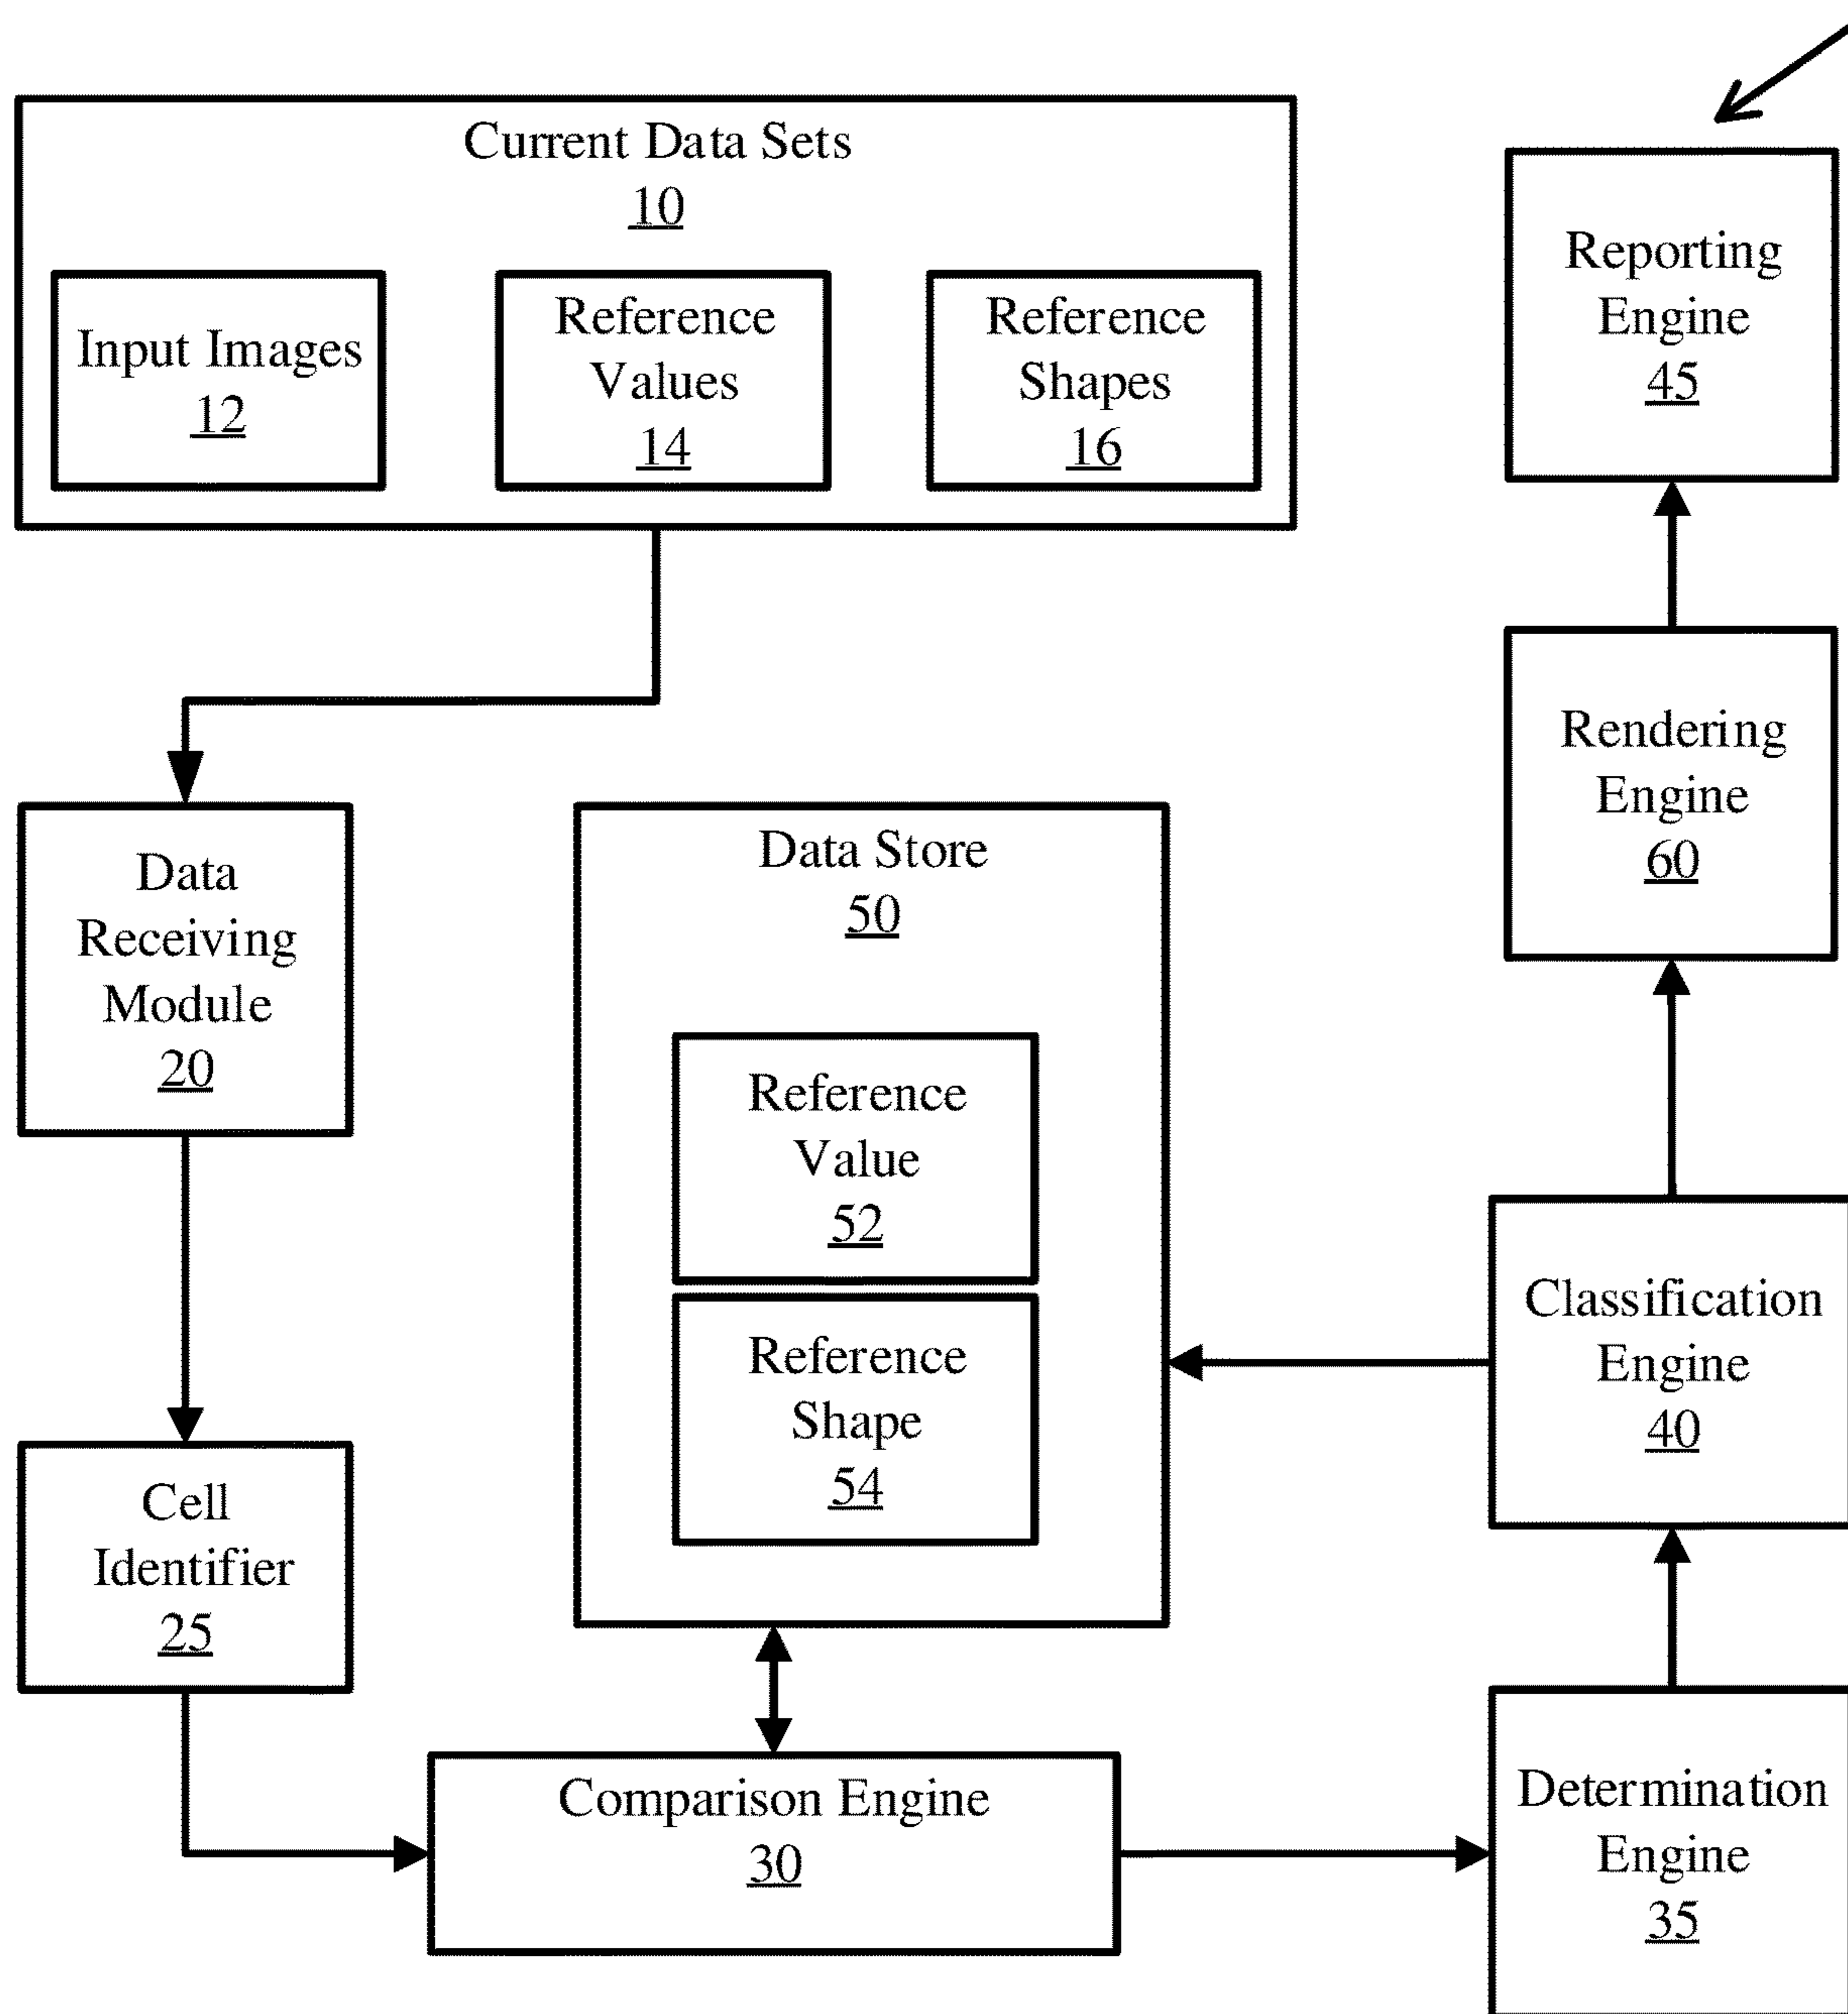 Current Data Sets
10
Input Images
12
Reference
Values
14
Reference
Shapes
16
Reporting
Engine
45
Rendering
Engine
60
Data
Receiving
Module
20
Data Store
50
Reference
Value
52
Reference
Shape
54
Classification
Engine
40
Cell
Identifier
25
Comparison Engine
30
Determination
Engine
35